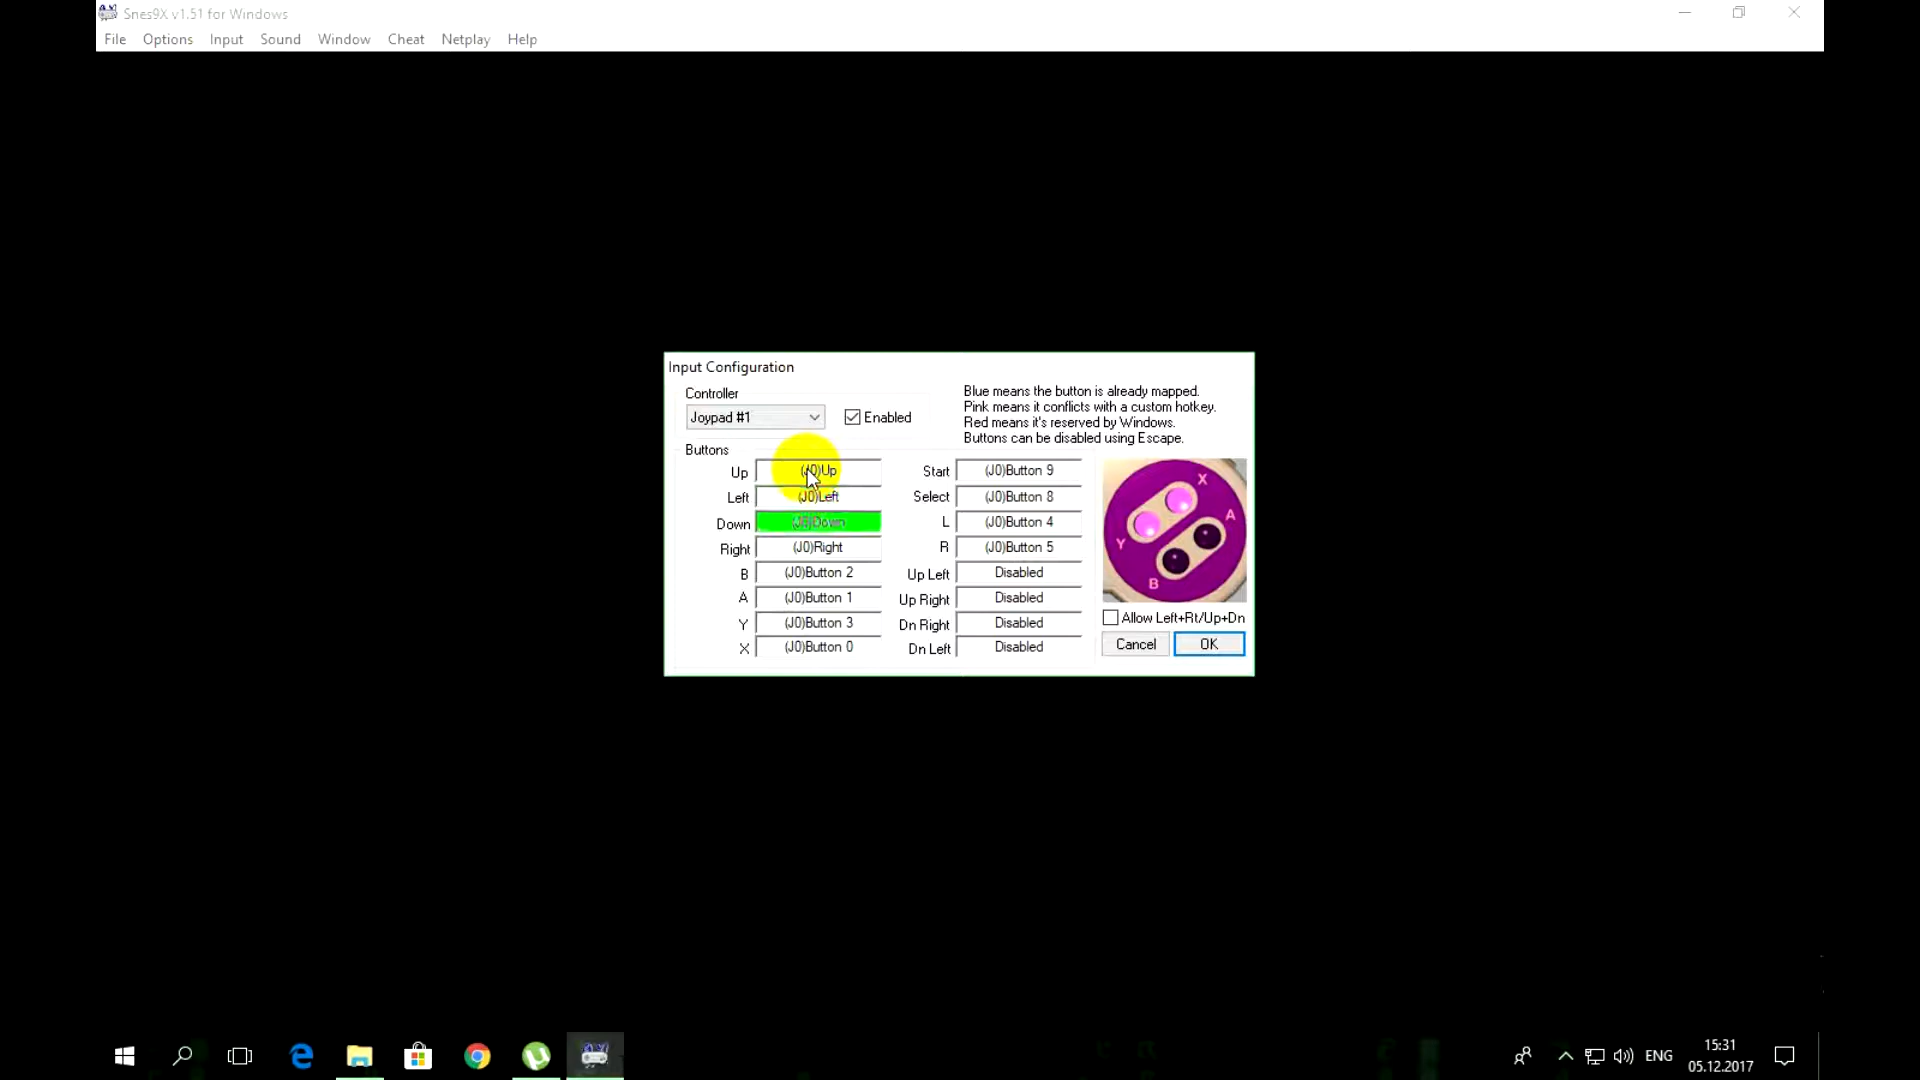 Snes9X v1.51 for Windows
File Options Input Sound Window Cheat Netplay Help
Input Configuration
Controller
Joypad #1
Enabled
Blue means the button is already mapped.
Pink means it conflicts with a custom hotkey.
Red means it's reserved by Windows.
Buttons can be disabled using Escape.
Buttons
Up (J0)Up
Left (J0)Left
Down (J0)Down
Right (J0)Right
B (J0)Button 2
A (J0)Button 1
Y (J0)Button 3
X (J0)Button 0
Start (J0)Button 9
Select (J0)Button 8
L (J0)Button 4
R (J0)Button 5
Up Left Disabled
Up Right Disabled
Dn Right Disabled
Dn Left Disabled
X
A
Y
B
Allow Left+Rt/Up+Dn
Cancel OK
ENG
15:31
05.12.2017